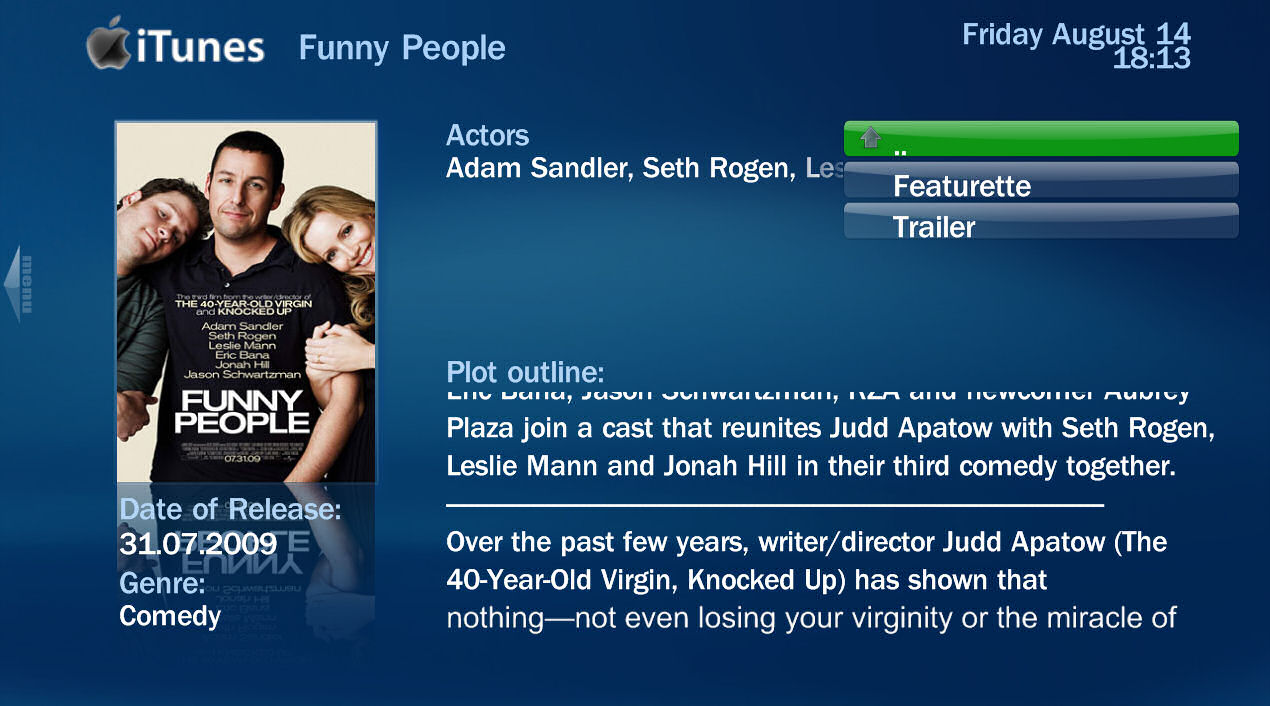 iTunes
Funny People
Friday August 14
18:13
Actors
Adam Sandler, Seth Rogen, Les
..
Featurette
Trailer
menu
The third film from the writer/director of
THE 40-YEAR-OLD VIRGIN
and KNOCKED UP
Adam Sandler
Seth Rogen
Leslie Mann
Eric Bana
Jonah Hill
Jason Schwartzman
FUNNY
PEOPLE
07.31.09
Date of Release:
31.07.2009
Genre:
Comedy
Plot outline:
Eric Bana, Jason Schwartzman, RZA and newcomer Aubrey
Plaza join a cast that reunites Judd Apatow with Seth Rogen,
Leslie Mann and Jonah Hill in their third comedy together.
Over the past few years, writer/director Judd Apatow (The
40-Year-Old Virgin, Knocked Up) has shown that
nothing—not even losing your virginity or the miracle of